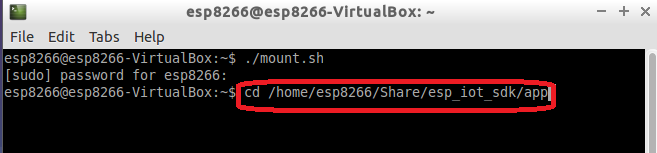 esp8266@esp8266-VirtualBox: ~
File Edit Tabs Help
esp8266@esp8266-VirtualBox:~$ ./mount.sh
[sudo] password for esp8266:
esp8266@esp8266-VirtualBox:~$ cd /home/esp8266/Share/esp_iot_sdk/app